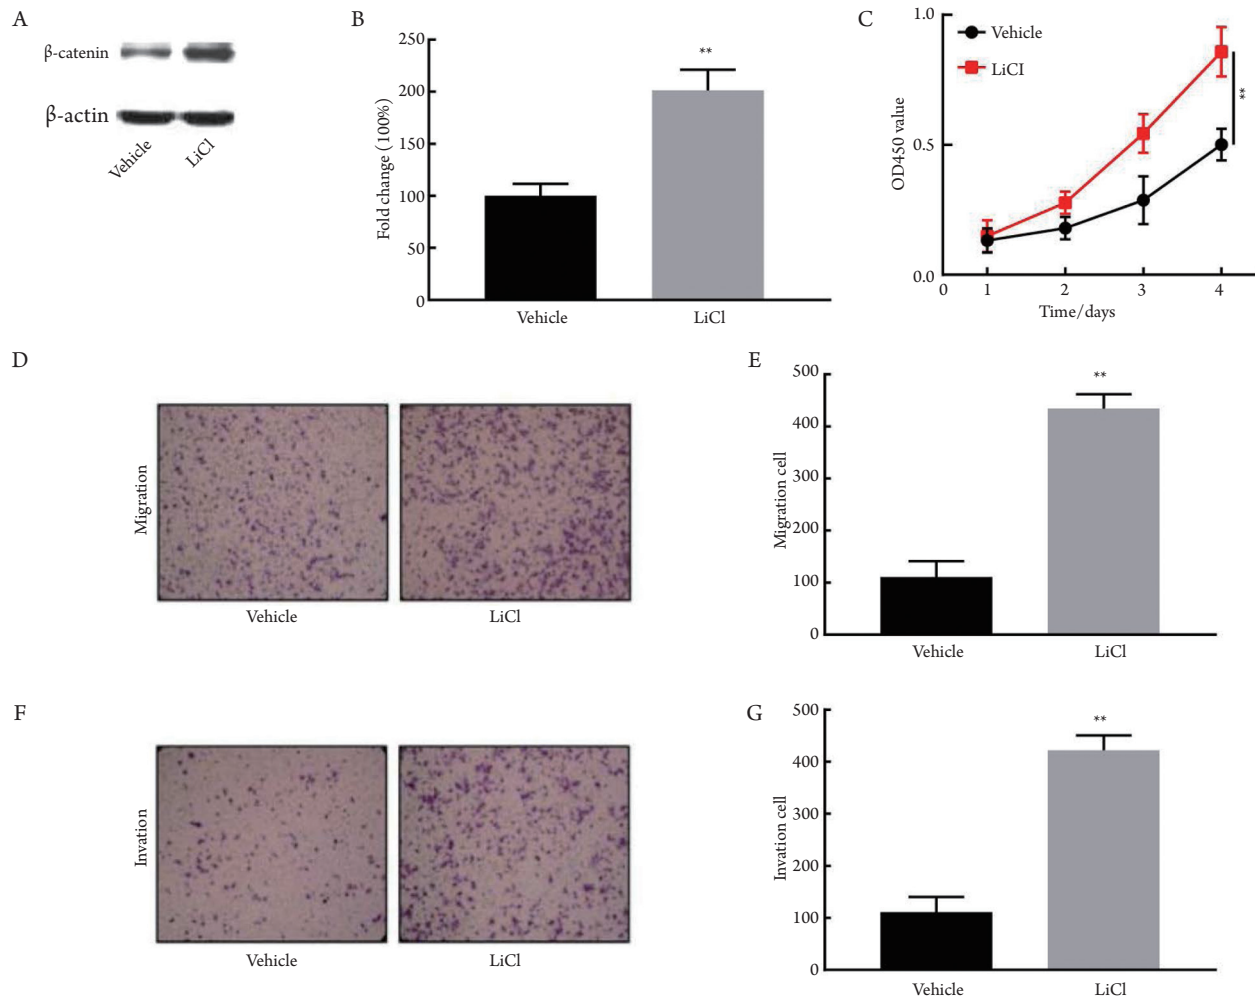 A
β-catenin
β-actin
Vehicle
LiCl
B
Fold change (100%)
250
200
150
100
50
0
**
Vehicle
LiCl
C
OD450 value
1.0
0.5
0.0
Vehicle
LiCI
**
0
1
2
3
4
Time/days
D
Migration
Vehicle
LiCl
E
Migration cell
500
400
300
200
100
0
**
Vehicle
LiCl
F
Invation
Vehicle
LiCl
G
Invation cell
500
400
300
200
100
0
**
Vehicle
LiCl